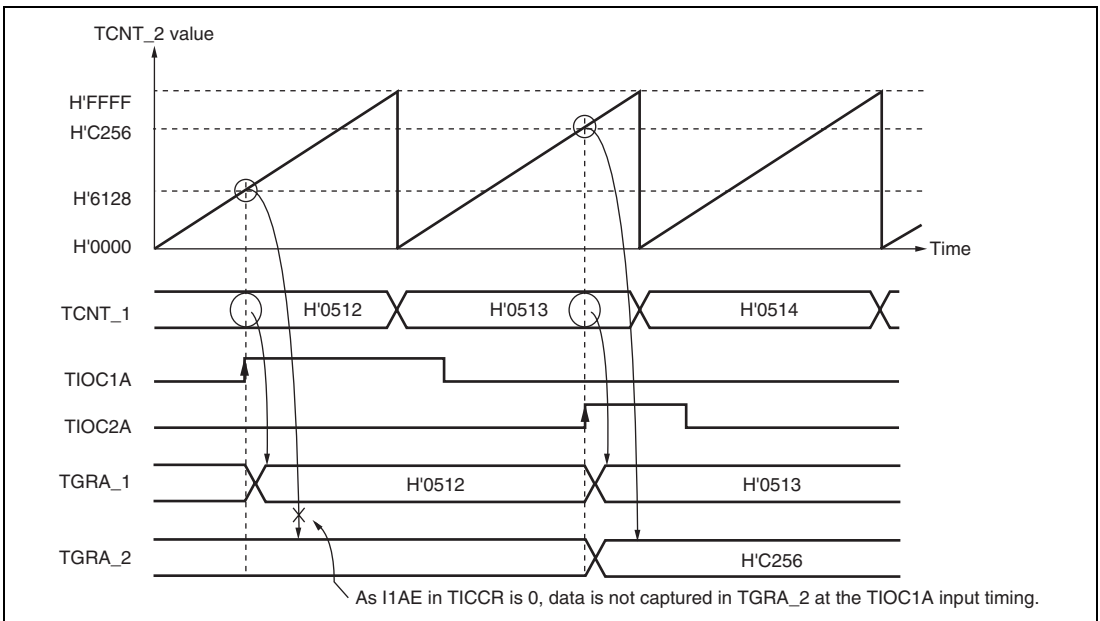 TCNT_2 value
H'FFFF
H'C256
H'6128
H'0000
Time
TCNT_1 H'0512 H'0513 H'0514
TIOC1A
TIOC2A
TGRA_1 H'0512 H'0513
TGRA_2 H'C256
As I1AE in TICCR is 0, data is not captured in TGRA_2 at the TIOC1A input timing.